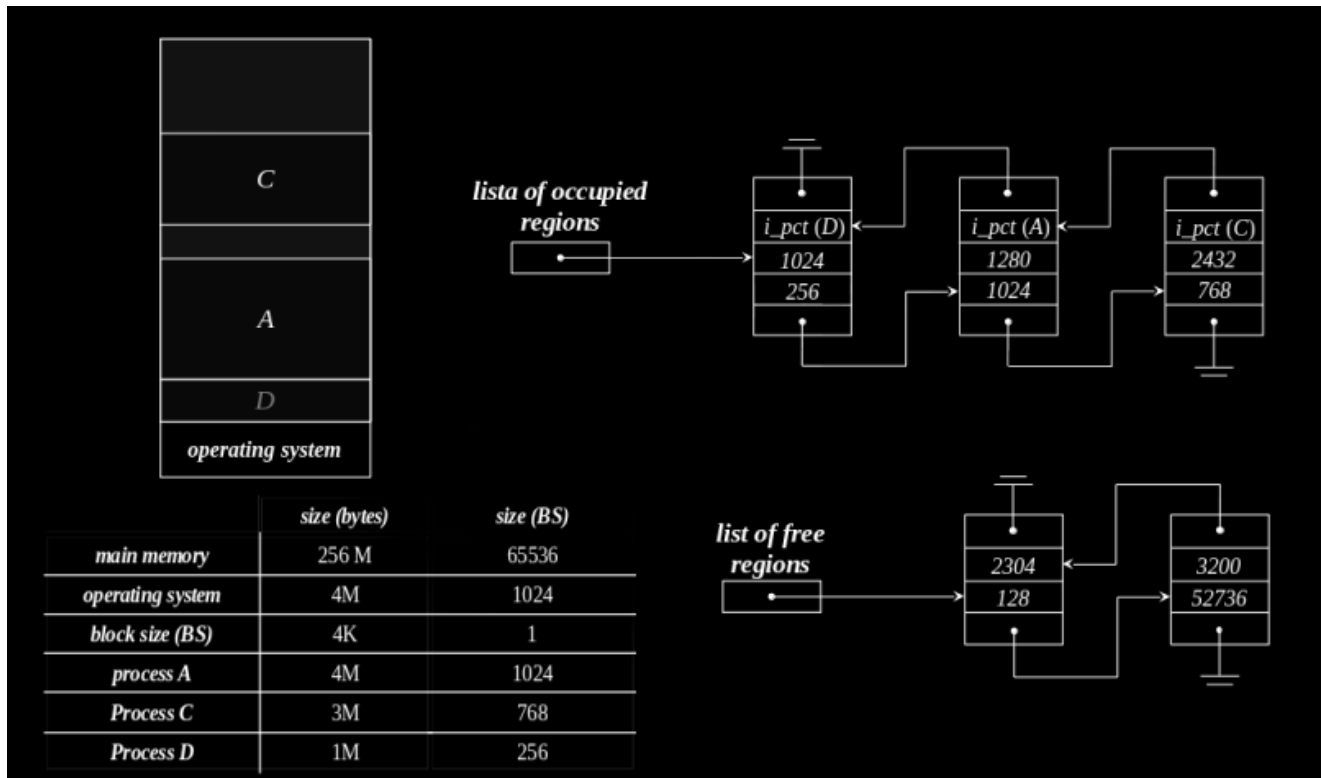 C
A
D
operating system
lista of occupied
regions
i_pct (D)
1024
256
i_pct (A)
1280
1024
i_pct (C)
2432
768
list of free
regions
2304
128
3200
52736
size (bytes) size (BS)
main memory 256 M 65536
operating system 4M 1024
block size (BS) 4K 1
process A 4M 1024
Process C 3M 768
Process D 1M 256